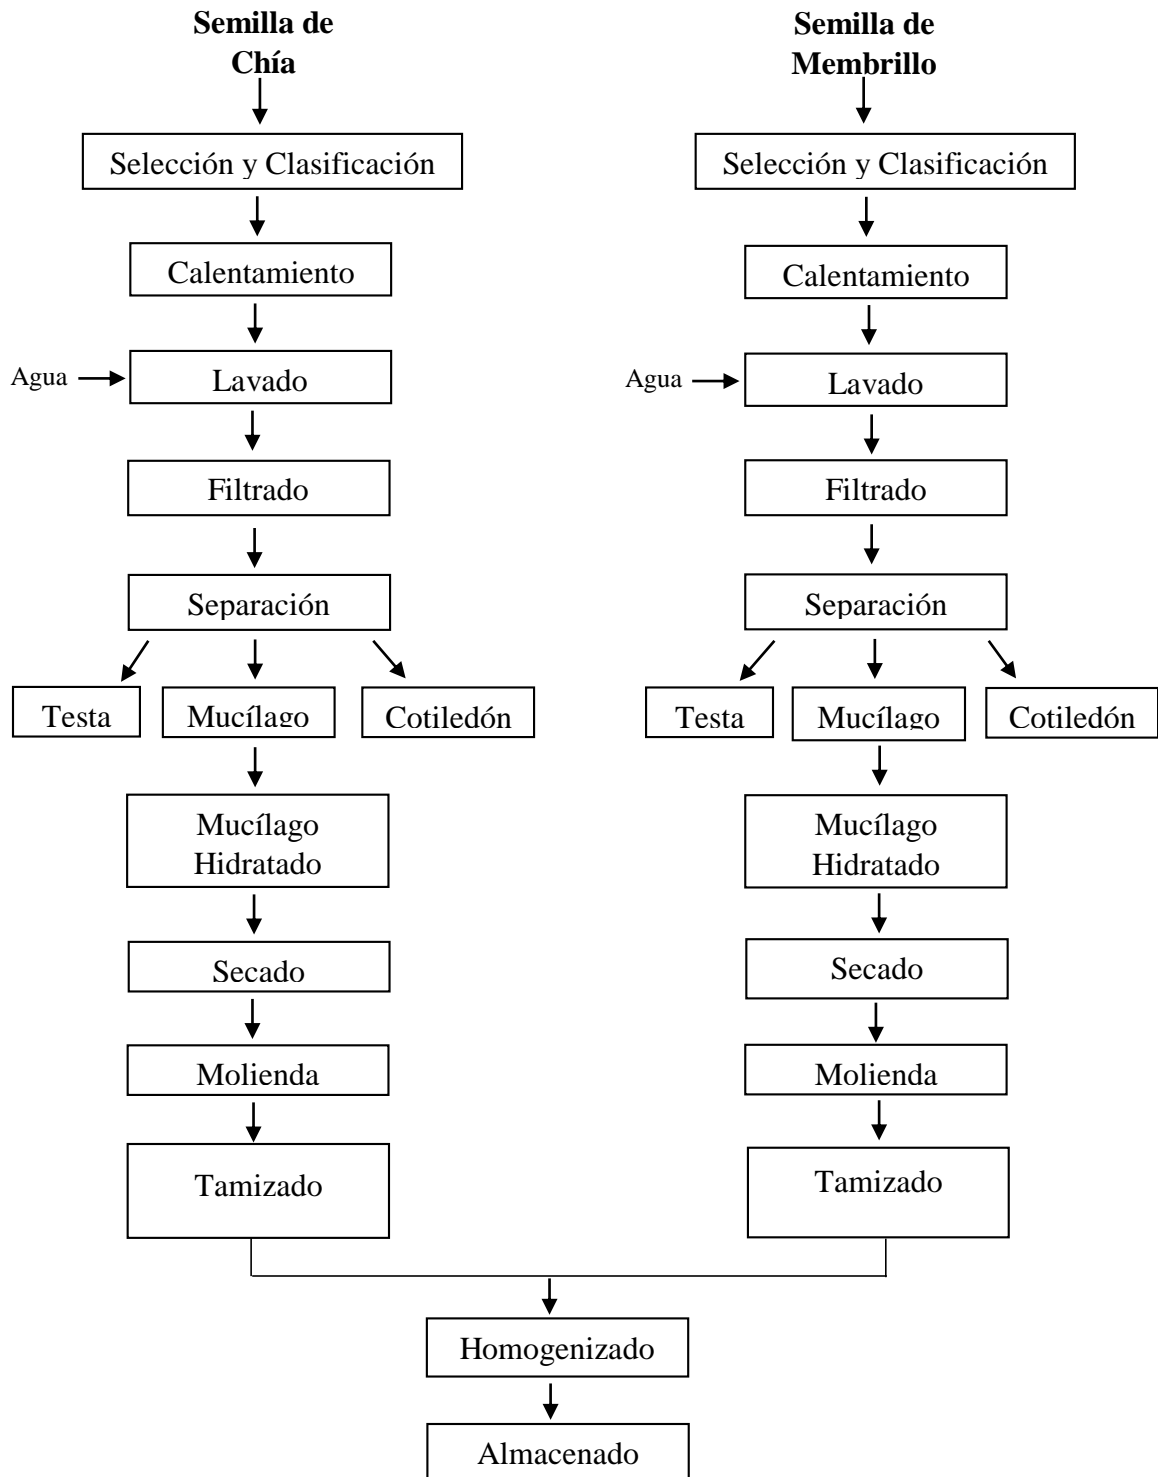 Semilla de
Chía
Selección y Clasificación
Calentamiento
Agua
Lavado
Filtrado
Separación
Testa
Mucílago
Cotiledón
Mucílago
Hidratado
Secado
Molienda
Tamizado
Semilla de
Membrillo
Selección y Clasificación
Calentamiento
Agua
Lavado
Filtrado
Separación
Testa
Mucílago
Cotiledón
Mucílago
Hidratado
Secado
Molienda
Tamizado
Homogenizado
Almacenado